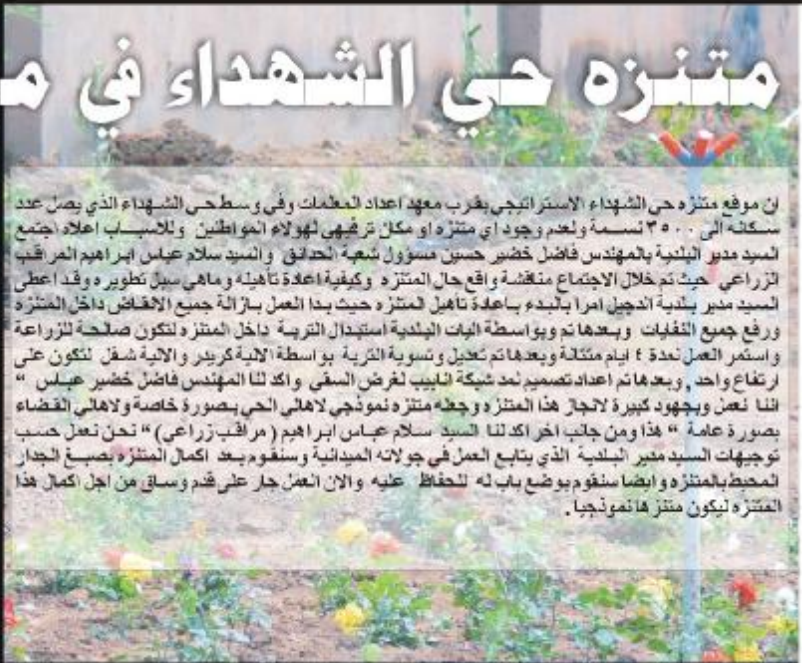 متنزه حي الشهداء في مـ
ان موقع متنزه حي الشهداء الاستراتيجي بقرب معهد اعداد المعلمات وفي وسط حي الشهداء الذي يصل عدد
سكانه الى ٣٥٠٠ نسمة ولعدم وجود اي متنزه او مكان ترفيهي لهولاء المواطنين وللاسباب اعلاه اجتمع
السيد مدير البلدية بالمهندس فاضل خضير حسين مسؤول شعبة الحدائق والسيد سلام عباس ابراهيم المراقب
الزراعي حيث تم خلال الاجتماع مناقشة واقع حال المتنزه وكيفية اعادة تأهيله وماهي سبل تطويره وقد اعطى
السيد مدير بلدية الدجيل امرا بالبدء باعادة تأهيل المتنزه حيث بدا العمل بازالة جميع الانقاض داخل المتنزه
ورفع جميع النفايات وبعدها تم وبواسطة اليات البلدية استبدال التربة داخل المتنزه لتكون صالحة للزراعة
واستمر العمل لمدة ٤ ايام متتالة وبعدها تم تعديل وتسوية التربة بواسطة الالية كريدر والالية شفل لتكون على
ارتفاع واحد , وبعدها تم اعداد تصميم لمد شبكة انابيب لغرض السقي واكد لنا المهندس فاضل خضير عباس "
اننا نعمل وبجهود كبيرة لانجاز هذا المتنزه وجعله متنزه نموذجي لاهالي الحي بصورة خاصة ولاهالي القضاء
بصورة عامة " هذا ومن جانب اخر اكد لنا السيد سلام عباس ابراهيم ( مراقب زراعي ) " نحن نعمل حسب
توجيهات السيد مدير البلدية الذي يتابع العمل في جولاته الميدانية وسنقوم بعد اكمال المتنزه بصبغ الجدار
المحيط بالمتنزه وايضا سنقوم بوضع باب له للحفاظ عليه والان العمل جار على قدم وساق من اجل اكمال هذا
المتنزه ليكون متنزها نموذجيا .